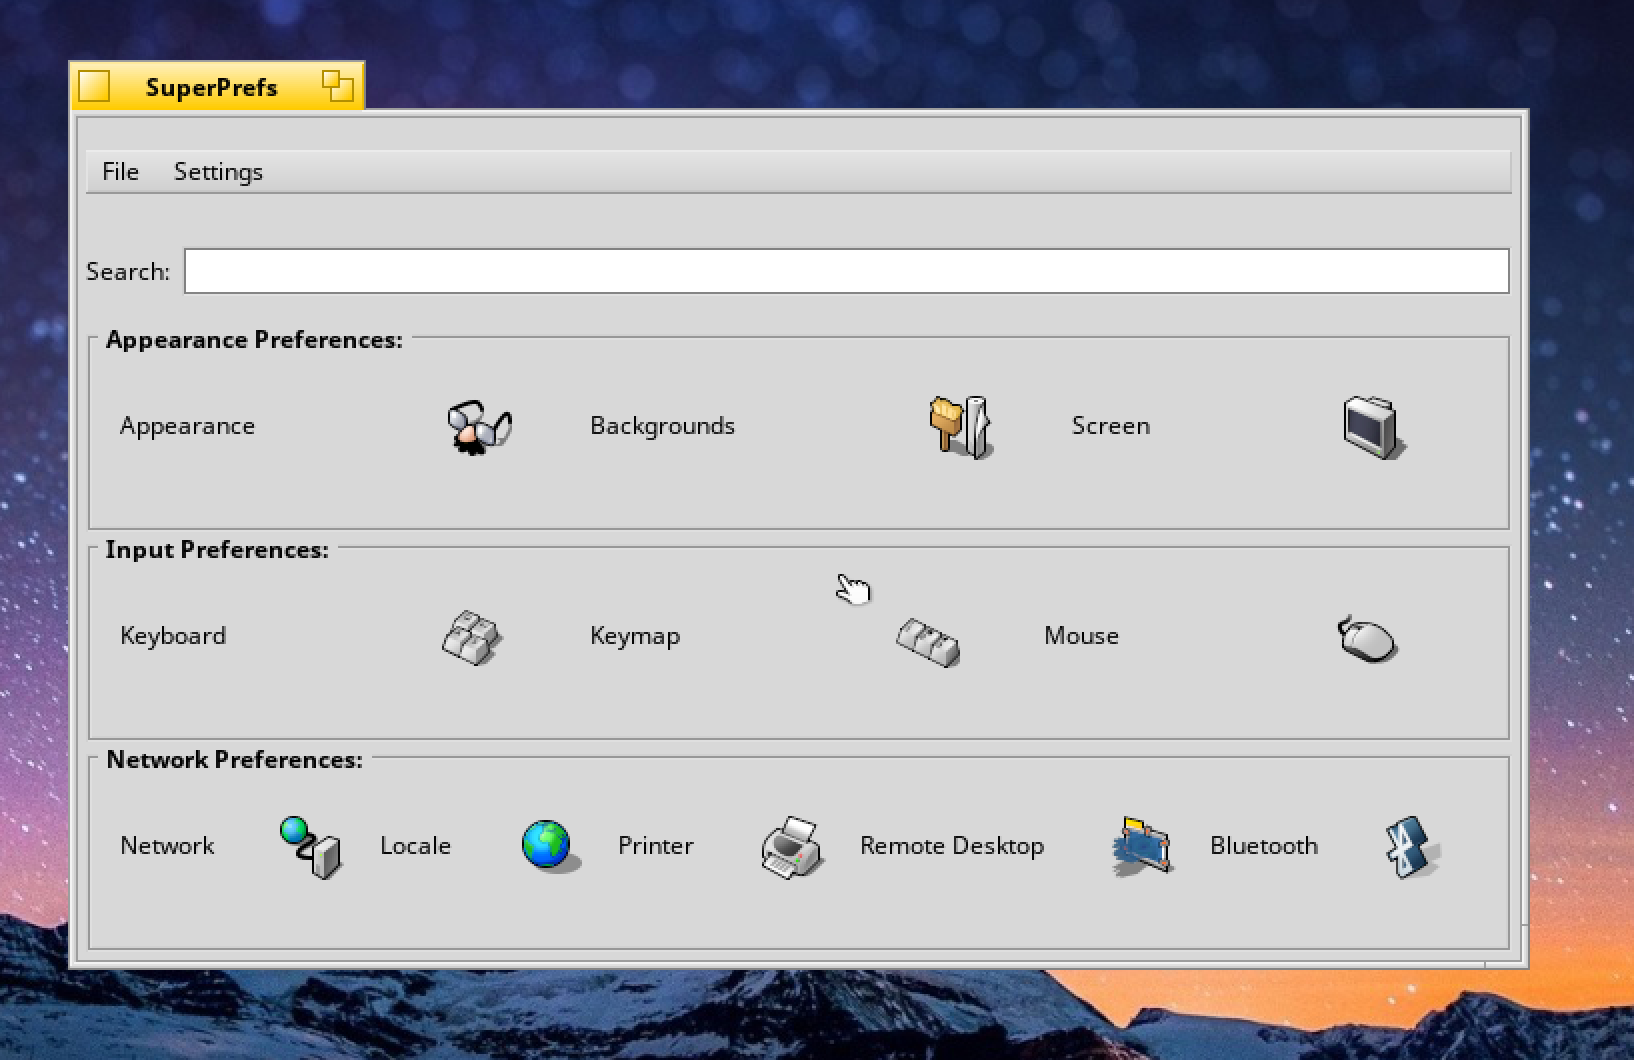 SuperPrefs
File Settings
Search:
Appearance Preferences:
Appearance Backgrounds Screen
Input Preferences:
Keyboard Keymap Mouse
Network Preferences:
Network Locale Printer Remote Desktop Bluetooth